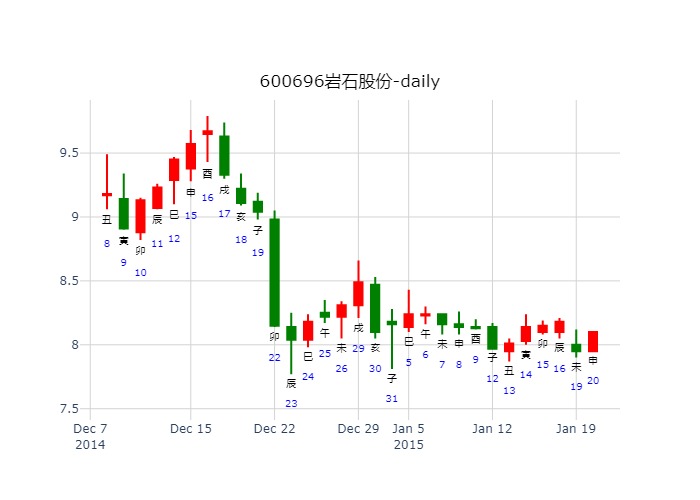 600696岩石股份-daily
9.5
9
8.5
8
7.5
丑 寅 卯 辰 巳 申 酉 戌 亥 子 卯 辰 巳 午 未 戌 亥 子 巳 午 未 申 酉 子 丑 寅 卯 辰 未 申
8 9 10 11 12 15 16 17 18 19 22 23 24 25 26 29 30 31 5 6 7 8 9 12 13 14 15 16 19 20
Dec 7 Dec 15 Dec 22 Dec 29 Jan 5 Jan 12 Jan 19
2014 2015